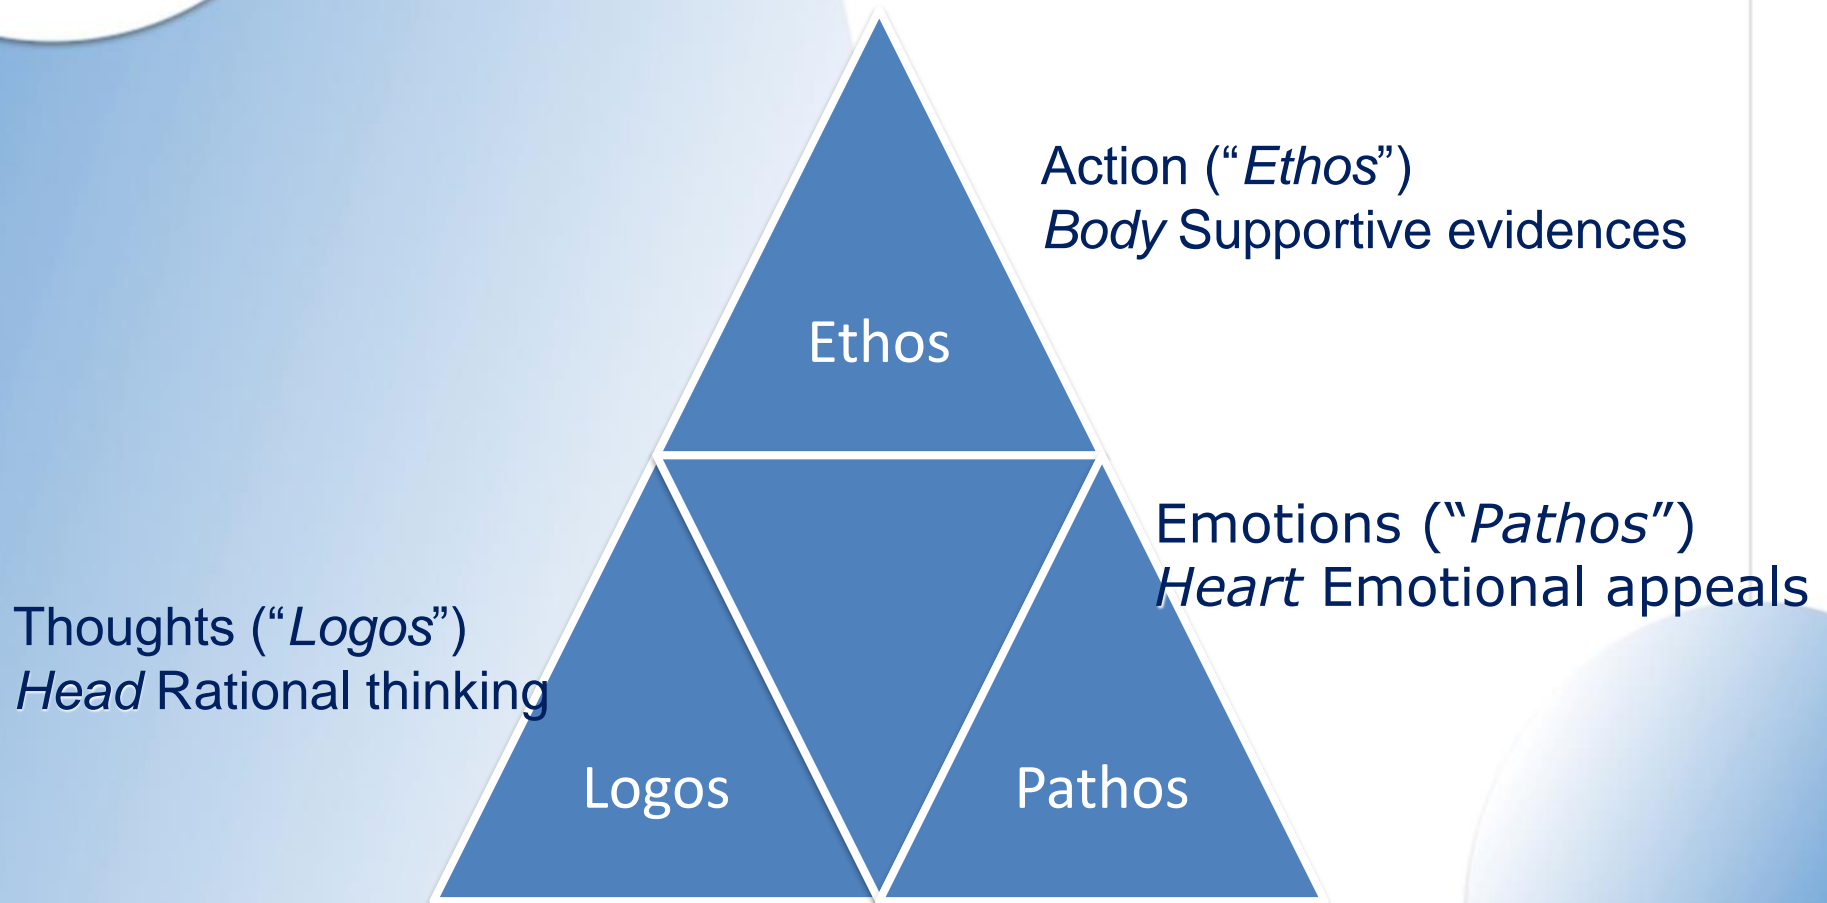 Action (“Ethos”)
Body Supportive evidences
Ethos
Emotions (“Pathos”)
Heart Emotional appeals
Thoughts (“Logos”)
Head Rational thinking
Logos
Pathos